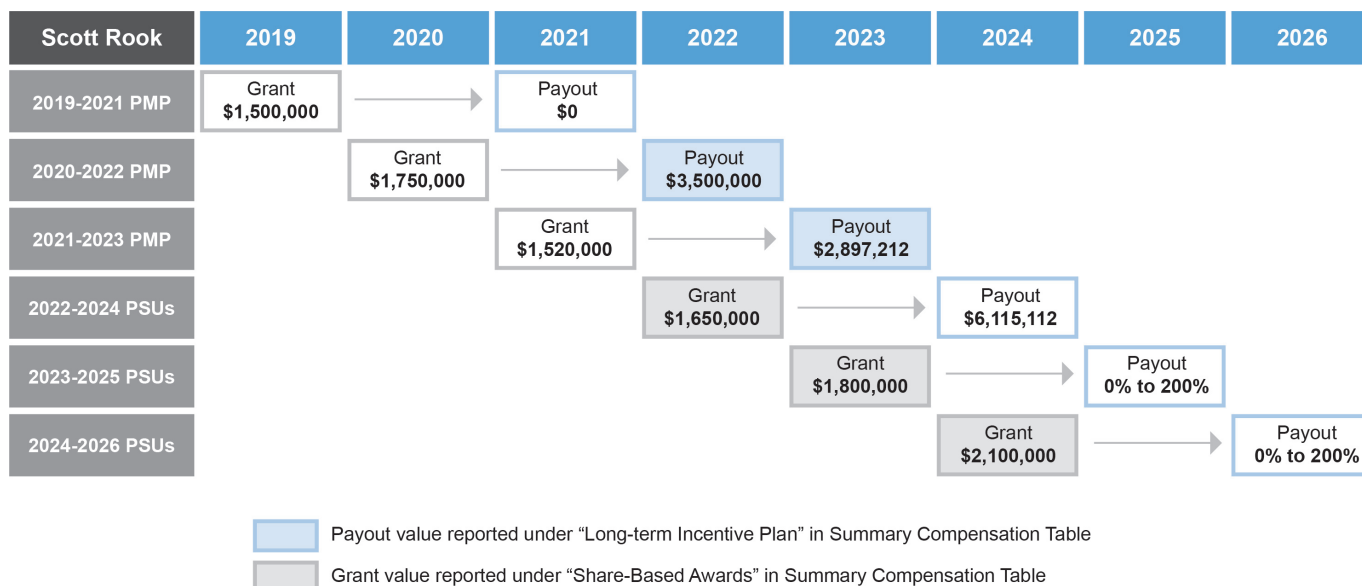 Scott Rook 2019 2020 2021 2022 2023 2024 2025 2026
2019-2021 PMP
Grant
$1,500,000
Payout
$0
2020-2022 PMP
Grant
$1,750,000
Payout
$3,500,000
2021-2023 PMP
Grant
$1,520,000
Payout
$2,897,212
2022-2024 PSUs
Grant
$1,650,000
Payout
$6,115,112
2023-2025 PSUs
Grant
$1,800,000
Payout
0% to 200%
2024-2026 PSUs
Grant
$2,100,000
Payout
0% to 200%
Payout value reported under “Long-term Incentive Plan” in Summary Compensation Table
Grant value reported under “Share-Based Awards” in Summary Compensation Table